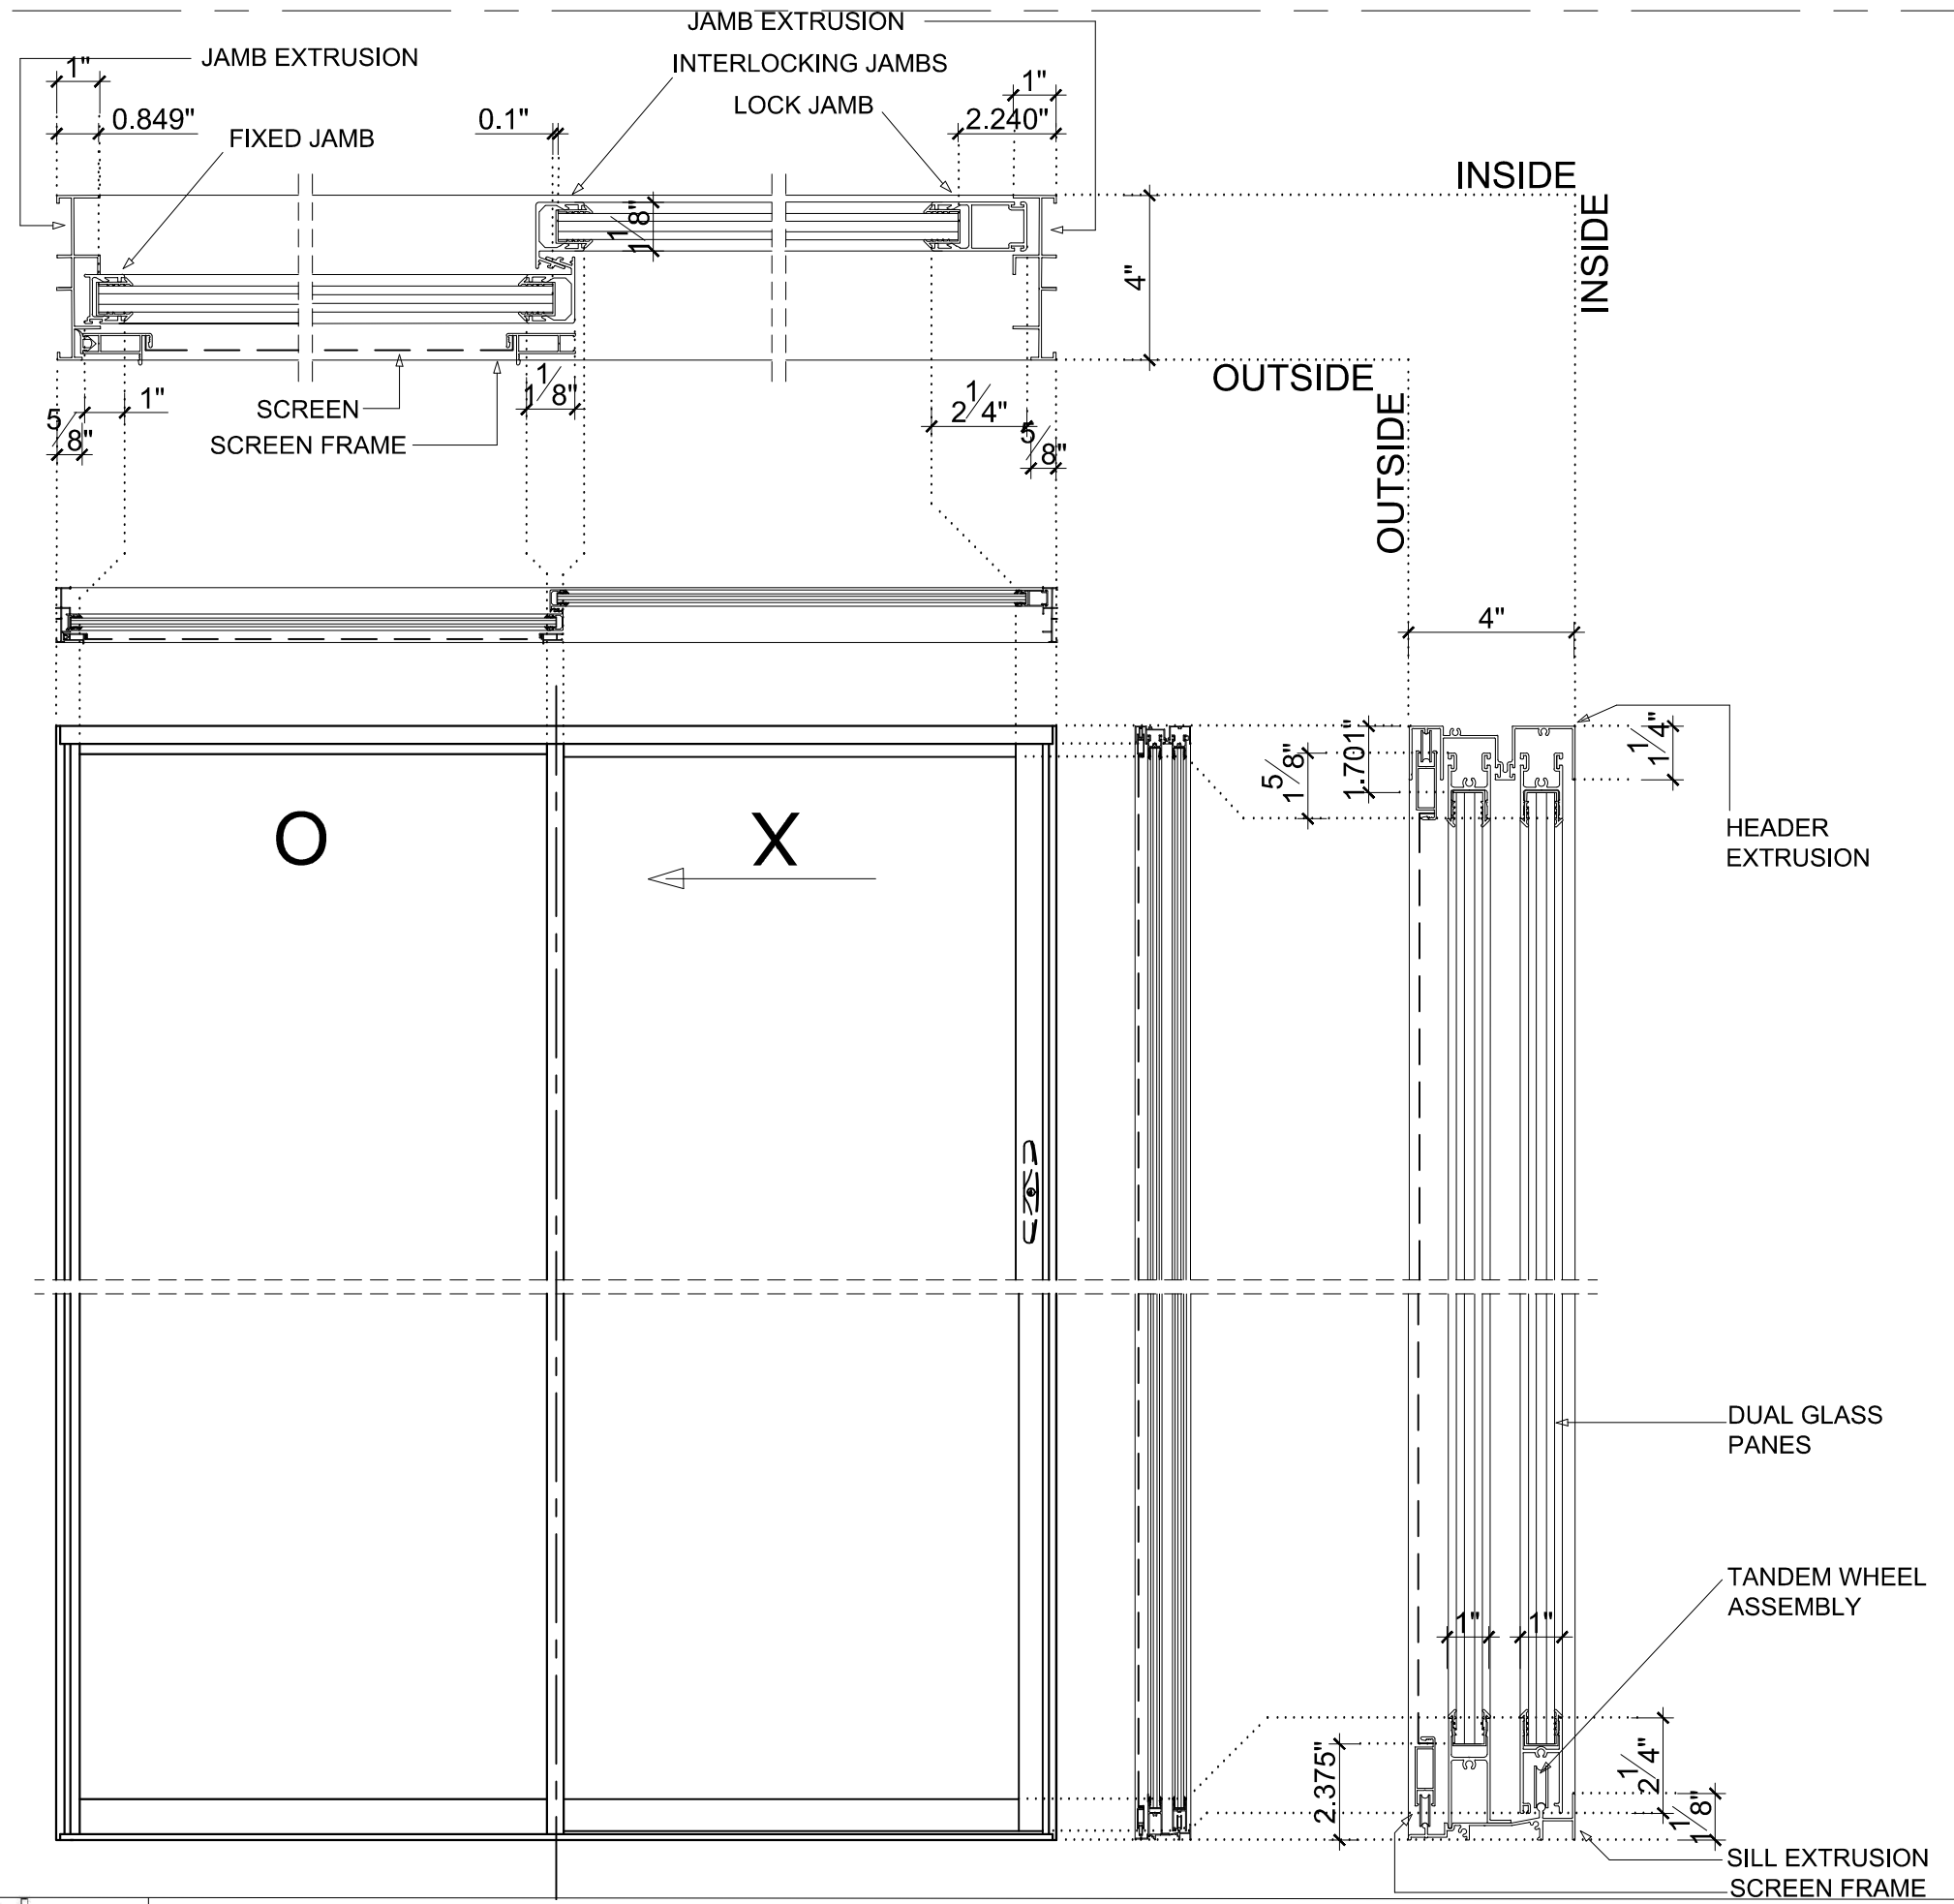 JAMB EXTRUSION
JAMB EXTRUSION
INTERLOCKING JAMBS
1"
1"
LOCK JAMB
0.849"
0.1"
2.240"
FIXED JAMB
INSIDE
INSIDE
1 1/8"
4"
OUTSIDE
OUTSIDE
1"
1 1/8"
2 1/4"
SCREEN
5/8"
SCREEN FRAME
5/8"
4"
1.701"
1 1/4"
1 5/8"
O
X
HEADER
EXTRUSION
DUAL GLASS
PANES
TANDEM WHEEL
ASSEMBLY
1"
1"
2.375"
2 1/4"
1 1/8"
SILL EXTRUSION
SCREEN FRAME